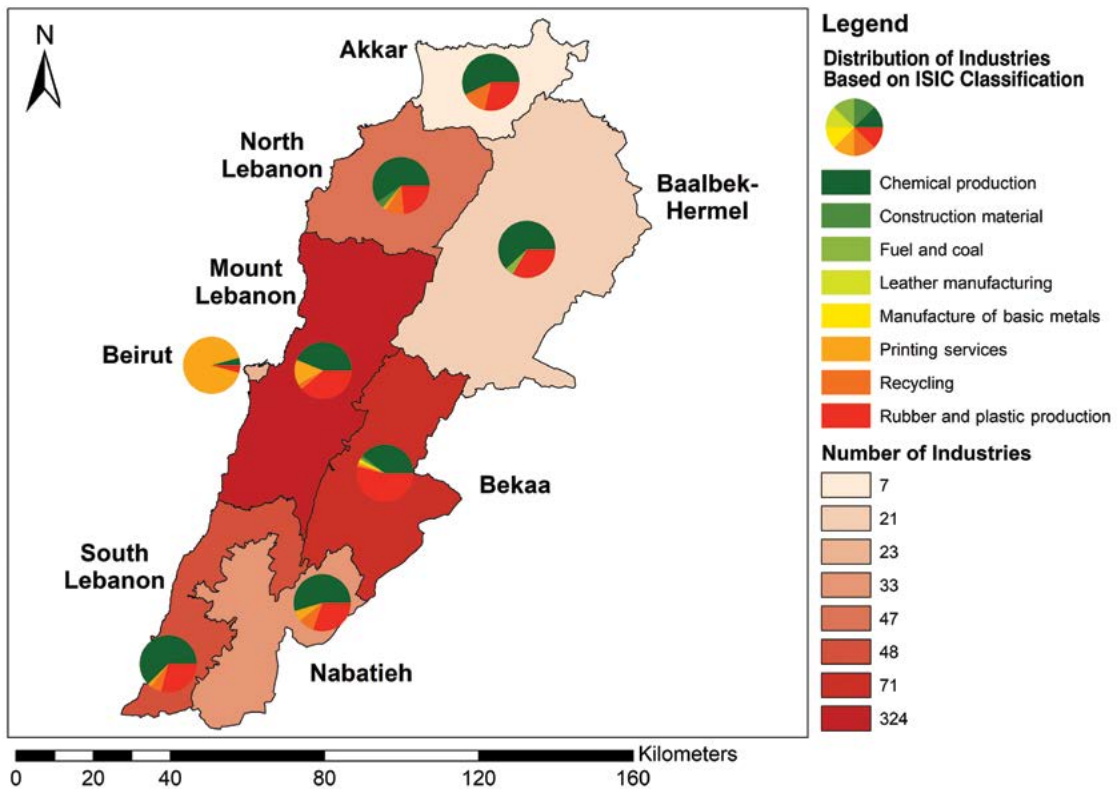 N
Akkar
North
Lebanon
Baalbek-
Hermel
Mount
Lebanon
Beirut
Bekaa
South
Lebanon
Nabatieh
Kilometers
0 20 40 80 120 160
Legend
Distribution of Industries
Based on ISIC Classification
Chemical production
Construction material
Fuel and coal
Leather manufacturing
Manufacture of basic metals
Printing services
Recycling
Rubber and plastic production
Number of Industries
7
21
23
33
47
48
71
324